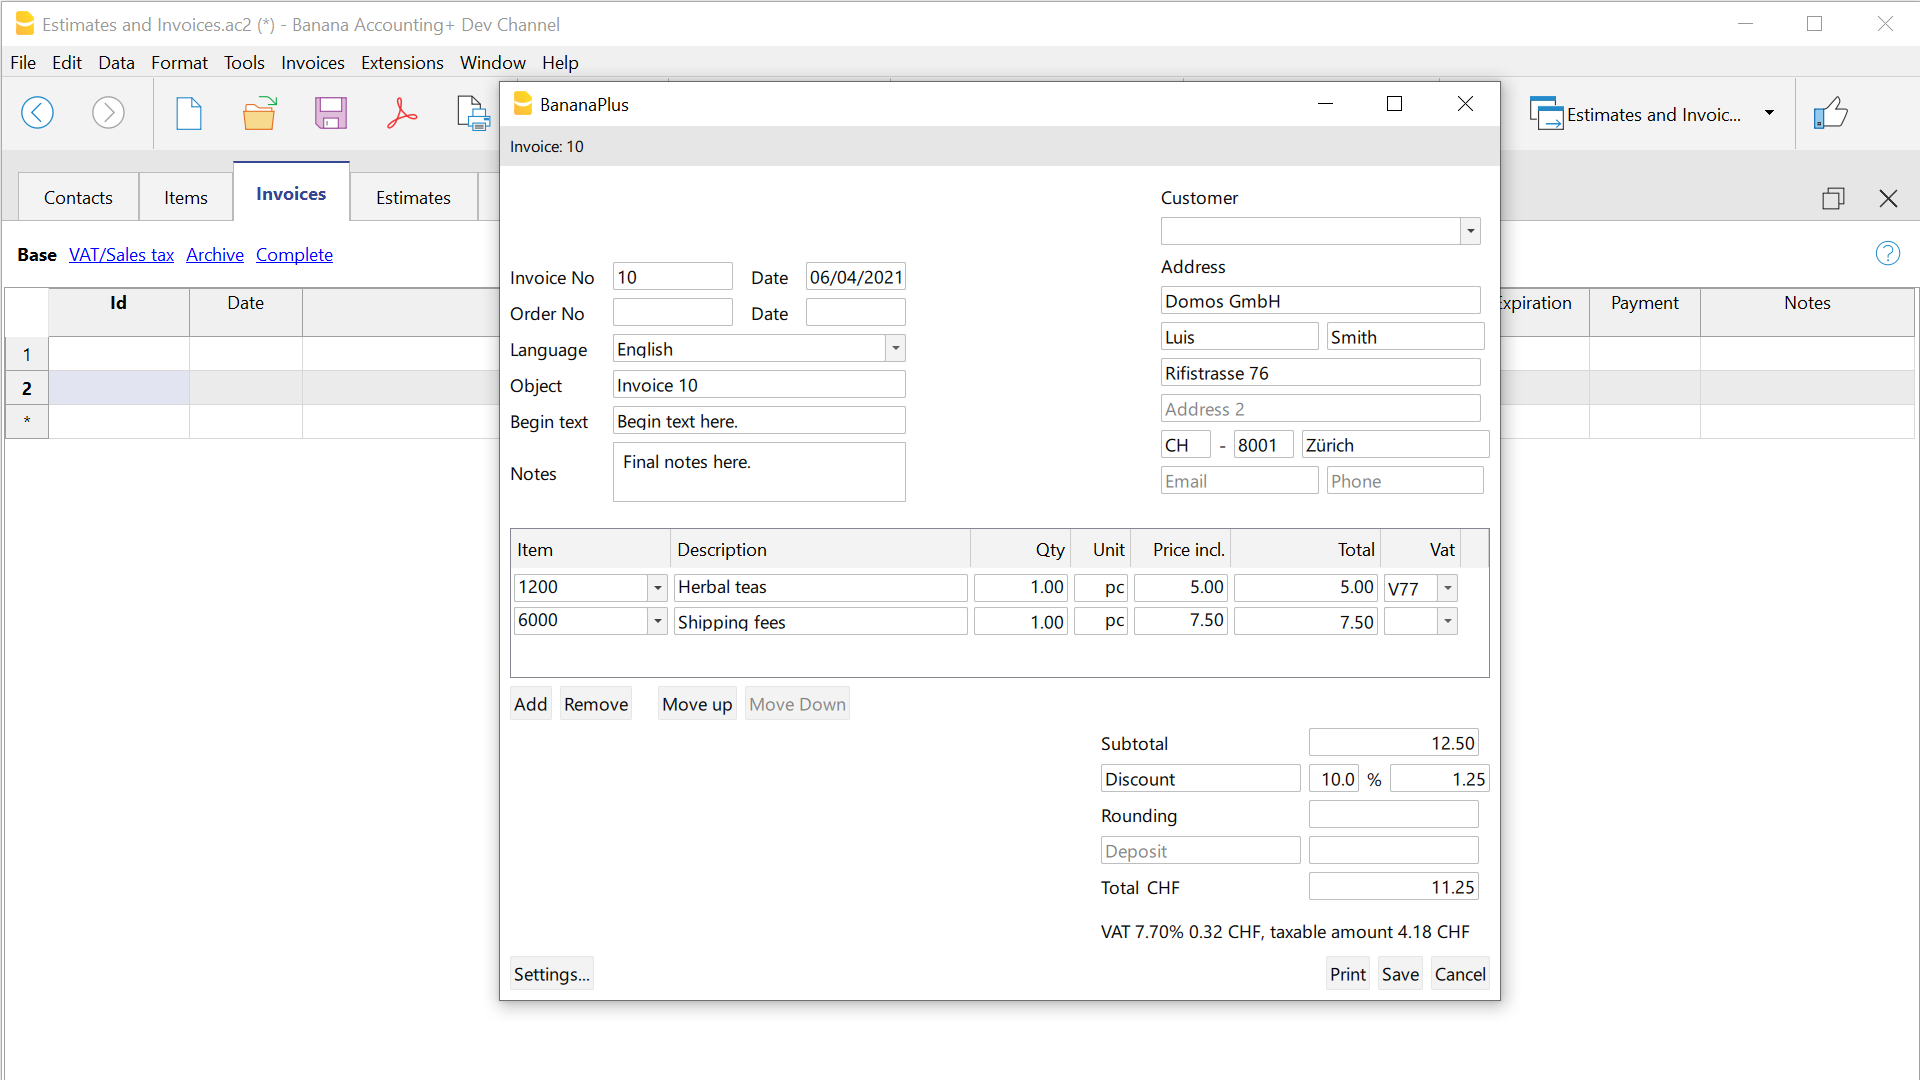 Estimates and Invoices.ac2 (*) - Banana Accounting+ Dev Channel
File Edit Data Format Tools Invoices Extensions Window Help
Estimates and Invoic...
Contacts Items Invoices Estimates
Base VAT/Sales tax Archive Complete
Id Date Expiration Payment Notes
1
2
*
BananaPlus
Invoice: 10
Customer
Address
Invoice No 10 Date 06/04/2021
Domos GmbH
Order No Date
Luis Smith
Language English
Rifistrasse 76
Object Invoice 10
Address 2
Begin text Begin text here.
CH - 8001 Zürich
Notes Final notes here.
Email Phone
Item Description Qty Unit Price incl. Total Vat
1200 Herbal teas 1.00 pc 5.00 5.00 V77
6000 Shipping fees 1.00 pc 7.50 7.50
Add Remove Move up Move Down
Subtotal 12.50
Discount 10.0 % 1.25
Rounding
Deposit
Total CHF 11.25
VAT 7.70% 0.32 CHF, taxable amount 4.18 CHF
Settings... Print Save Cancel